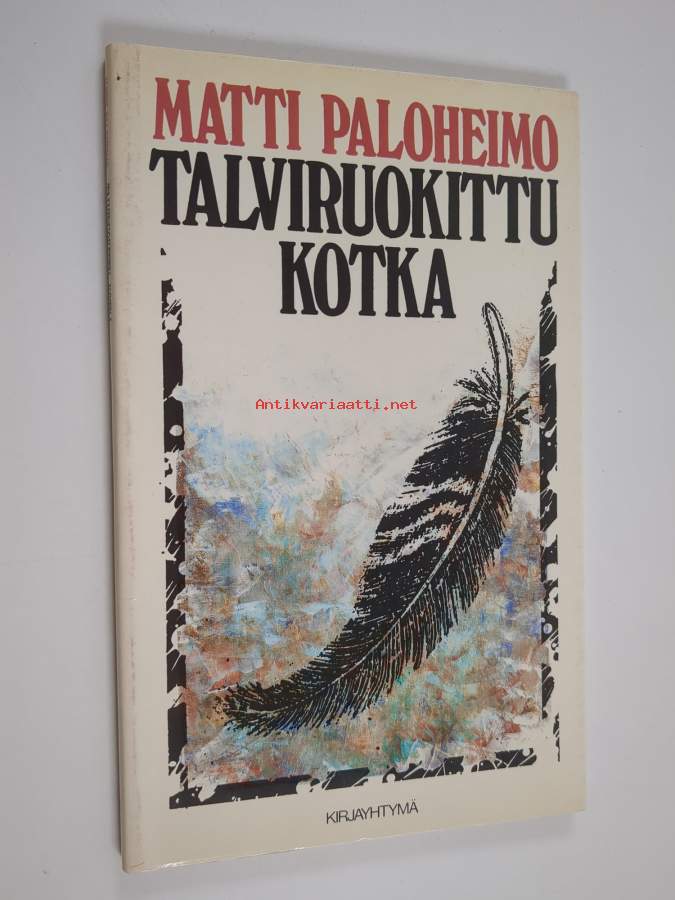 MATTI PALOHEIMO
TALVIRUOKITTU
KOTKA
Antikvariaatti.net
KIRJAYHTYMÄ